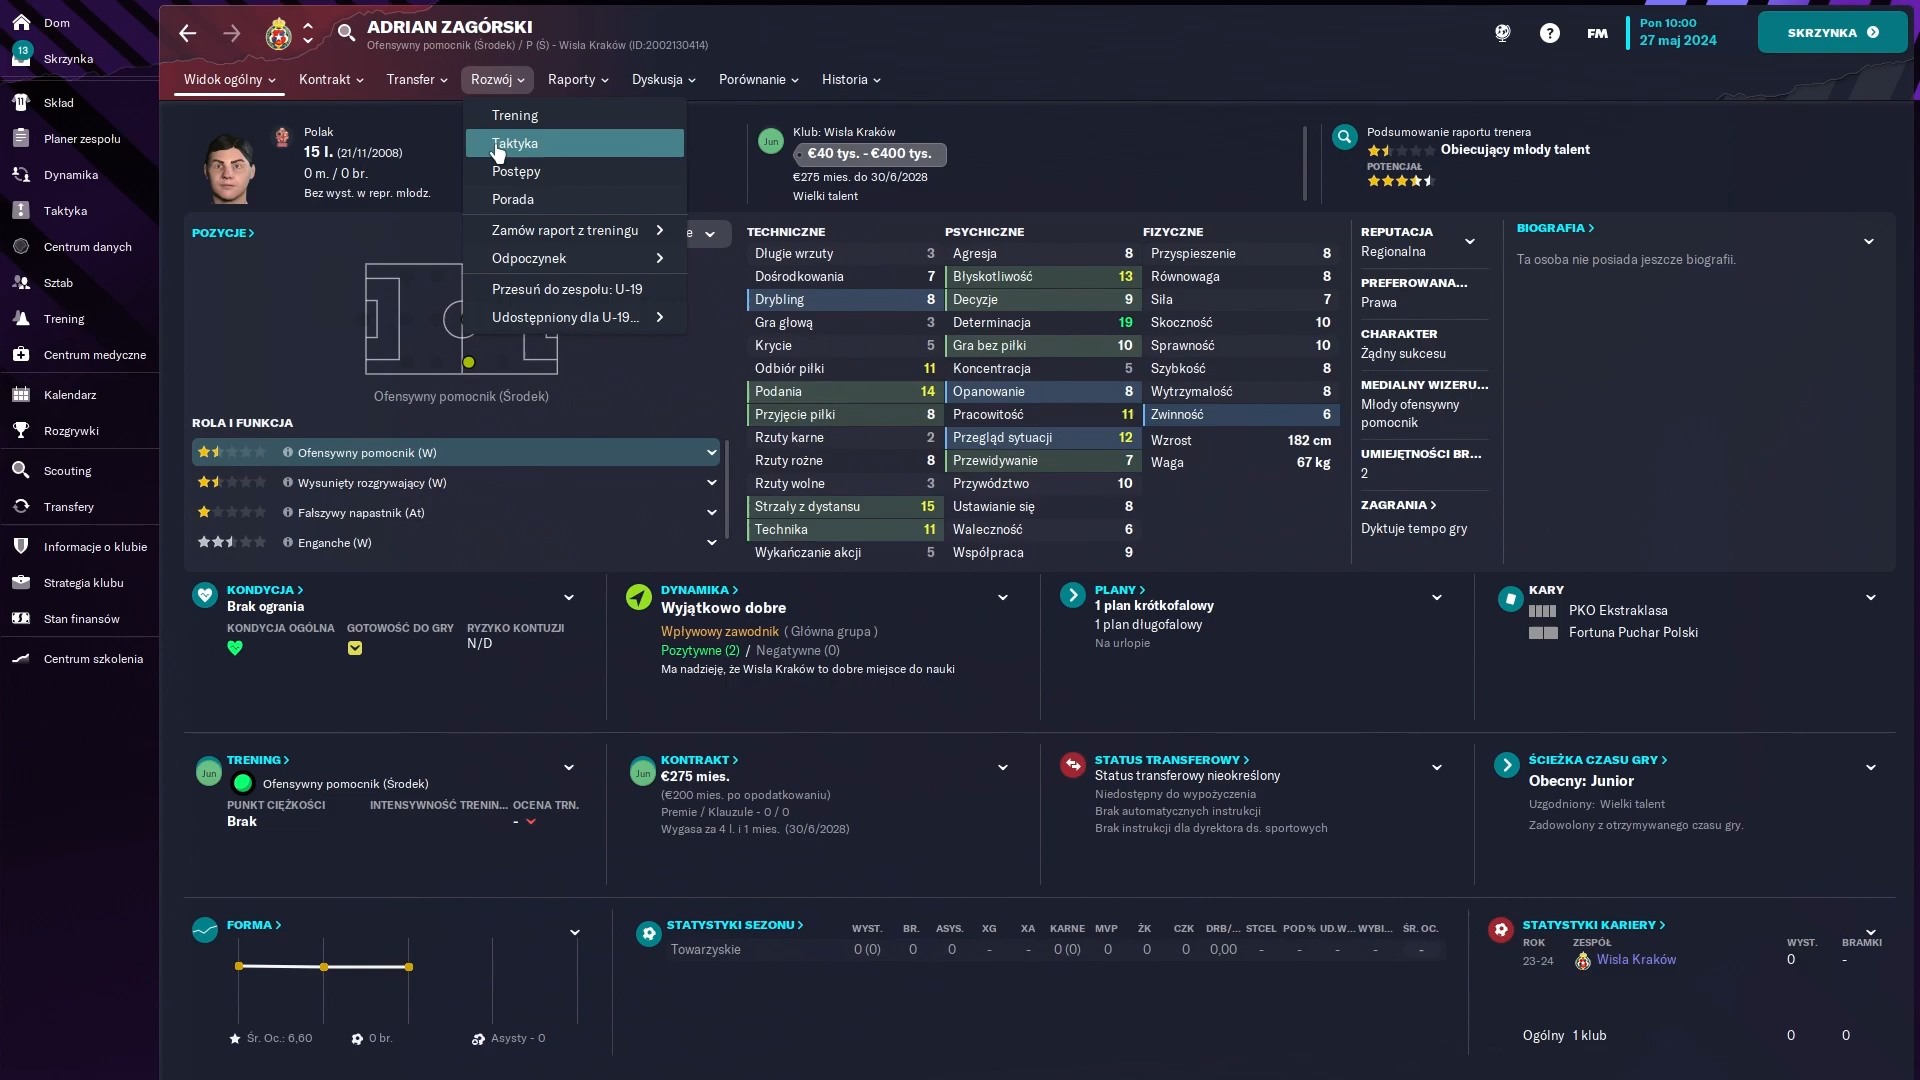 Dom
13
Skrzynka
Skład
Planer zespołu
Dynamika
Taktyka
Centrum danych
Sztab
Trening
Centrum medyczne
Kalendarz
Rozgrywki
Scouting
Transfery
Informacje o klubie
Strategia klubu
Stan finansów
Centrum szkolenia
ADRIAN ZAGÓRSKI
Ofensywny pomocnik (Środek) / P (Ś) - Wisła Kraków (ID:2002130414)
FM
Pon 10:00
27 maj 2024
SKRZYNKA
Widok ogólny
Kontrakt
Transfer
Rozwój
Raporty
Dyskusja
Porównanie
Historia
Trening
Taktyka
Postępy
Porada
Zamów raport z treningu
Odpoczynek
Przesuń do zespołu: U-19
Udostępniony dla U-19...
Polak
15 l. (21/11/2008)
0 m. / 0 br.
Bez wyst. w repr. młodz.
Jun
Klub: Wisła Kraków
€40 tys. - €400 tys.
€275 mies. do 30/6/2028
Wielki talent
Podsumowanie raportu trenera
Obiecujący młody talent
POTENCJAŁ
POZYCJE
e
Ofensywny pomocnik (Środek)
ROLA I FUNKCJA
Ofensywny pomocnik (W)
Wysunięty rozgrywający (W)
Fałszywy napastnik (At)
Enganche (W)
TECHNICZNE
Długie wrzuty 3
Dośrodkowania 7
Drybling 8
Gra głową 3
Krycie 5
Odbiór piłki 11
Podania 14
Przyjęcie piłki 8
Rzuty karne 2
Rzuty rożne 8
Rzuty wolne 3
Strzały z dystansu 15
Technika 11
Wykańczanie akcji 5
PSYCHICZNE
Agresja 8
Błyskotliwość 13
Decyzje 9
Determinacja 19
Gra bez piłki 10
Koncentracja 5
Opanowanie 8
Pracowitość 11
Przegląd sytuacji 12
Przewidywanie 7
Przywództwo 10
Ustawianie się 8
Waleczność 6
Współpraca 9
FIZYCZNE
Przyspieszenie 8
Równowaga 8
Siła 7
Skoczność 10
Sprawność 10
Szybkość 8
Wytrzymałość 8
Zwinność 6
Wzrost 182 cm
Waga 67 kg
REPUTACJA
Regionalna
PREFEROWANA...
Prawa
CHARAKTER
Żądny sukcesu
MEDIALNY WIZERU...
Młody ofensywny
pomocnik
UMIEJĘTNOŚCI BR...
2
ZAGRANIA
Dyktuje tempo gry
BIOGRAFIA
Ta osoba nie posiada jeszcze biografii.
KONDYCJA
Brak ogrania
KONDYCJA OGÓLNA GOTOWOŚĆ DO GRY RYZYKO KONTUZJI
N/D
DYNAMIKA
Wyjątkowo dobre
Wpływowy zawodnik ( Główna grupa )
Pozytywne (2) / Negatywne (0)
Ma nadzieję, że Wisła Kraków to dobre miejsce do nauki
PLANY
1 plan krótkofalowy
1 plan długofalowy
Na urlopie
KARY
PKO Ekstraklasa
Fortuna Puchar Polski
TRENING
Jun
Ofensywny pomocnik (Środek)
PUNKT CIĘŻKOŚCI INTENSYWNOŚĆ TRENIN... OCENA TRN.
Brak -
KONTRAKT
Jun
€275 mies.
(€200 mies. po opodatkowaniu)
Premie / Klauzule - 0 / 0
Wygasa za 4 l. i 1 mies. (30/6/2028)
STATUS TRANSFEROWY
Status transferowy nieokreślony
Niedostępny do wypożyczenia
Brak automatycznych instrukcji
Brak instrukcji dla dyrektora ds. sportowych
ŚCIEŻKA CZASU GRY
Obecny: Junior
Uzgodniony: Wielki talent
Zadowolony z otrzymywanego czasu gry.
FORMA
Śr. Oc.: 6,60 0 br. Asysty - 0
STATYSTYKI SEZONU WYST. BR. ASYS. XG XA KARNE MVP ŻK CZK DRB/... STCEL POD% UD.W... WYBI... ŚR. OC.
Towarzyskie 0 (0) 0 0 - - 0 (0) 0 0 0 0,00 - - - - -
STATYSTYKI KARIERY
ROK ZESPÓŁ WYST. BRAMKI
23-24 Wisła Kraków 0 -
Ogólny 1 klub 0 0